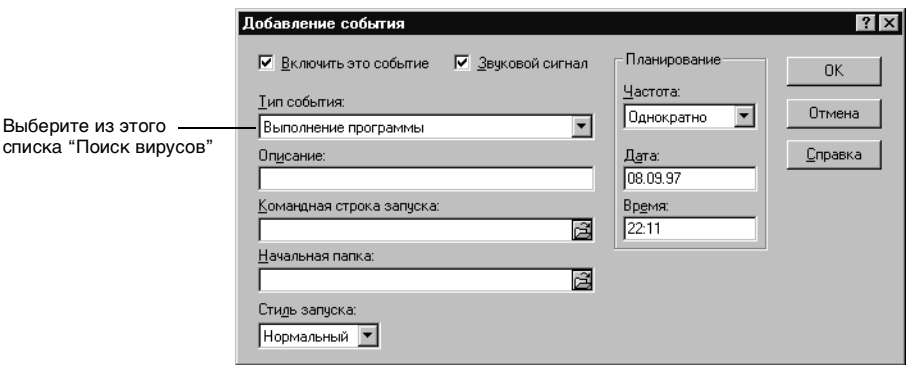 Добавление события
Включить это событие
Звуковой сигнал
Выберите из этого
списка “Поиск вирусов”
Тип события:
Выполнение программы
Описание:
Командная строка запуска:
Начальная папка:
Стиль запуска:
Нормальный
Планирование
Частота:
Однократно
Дата:
08.09.97
Время:
22:11
OK
Отмена
Справка